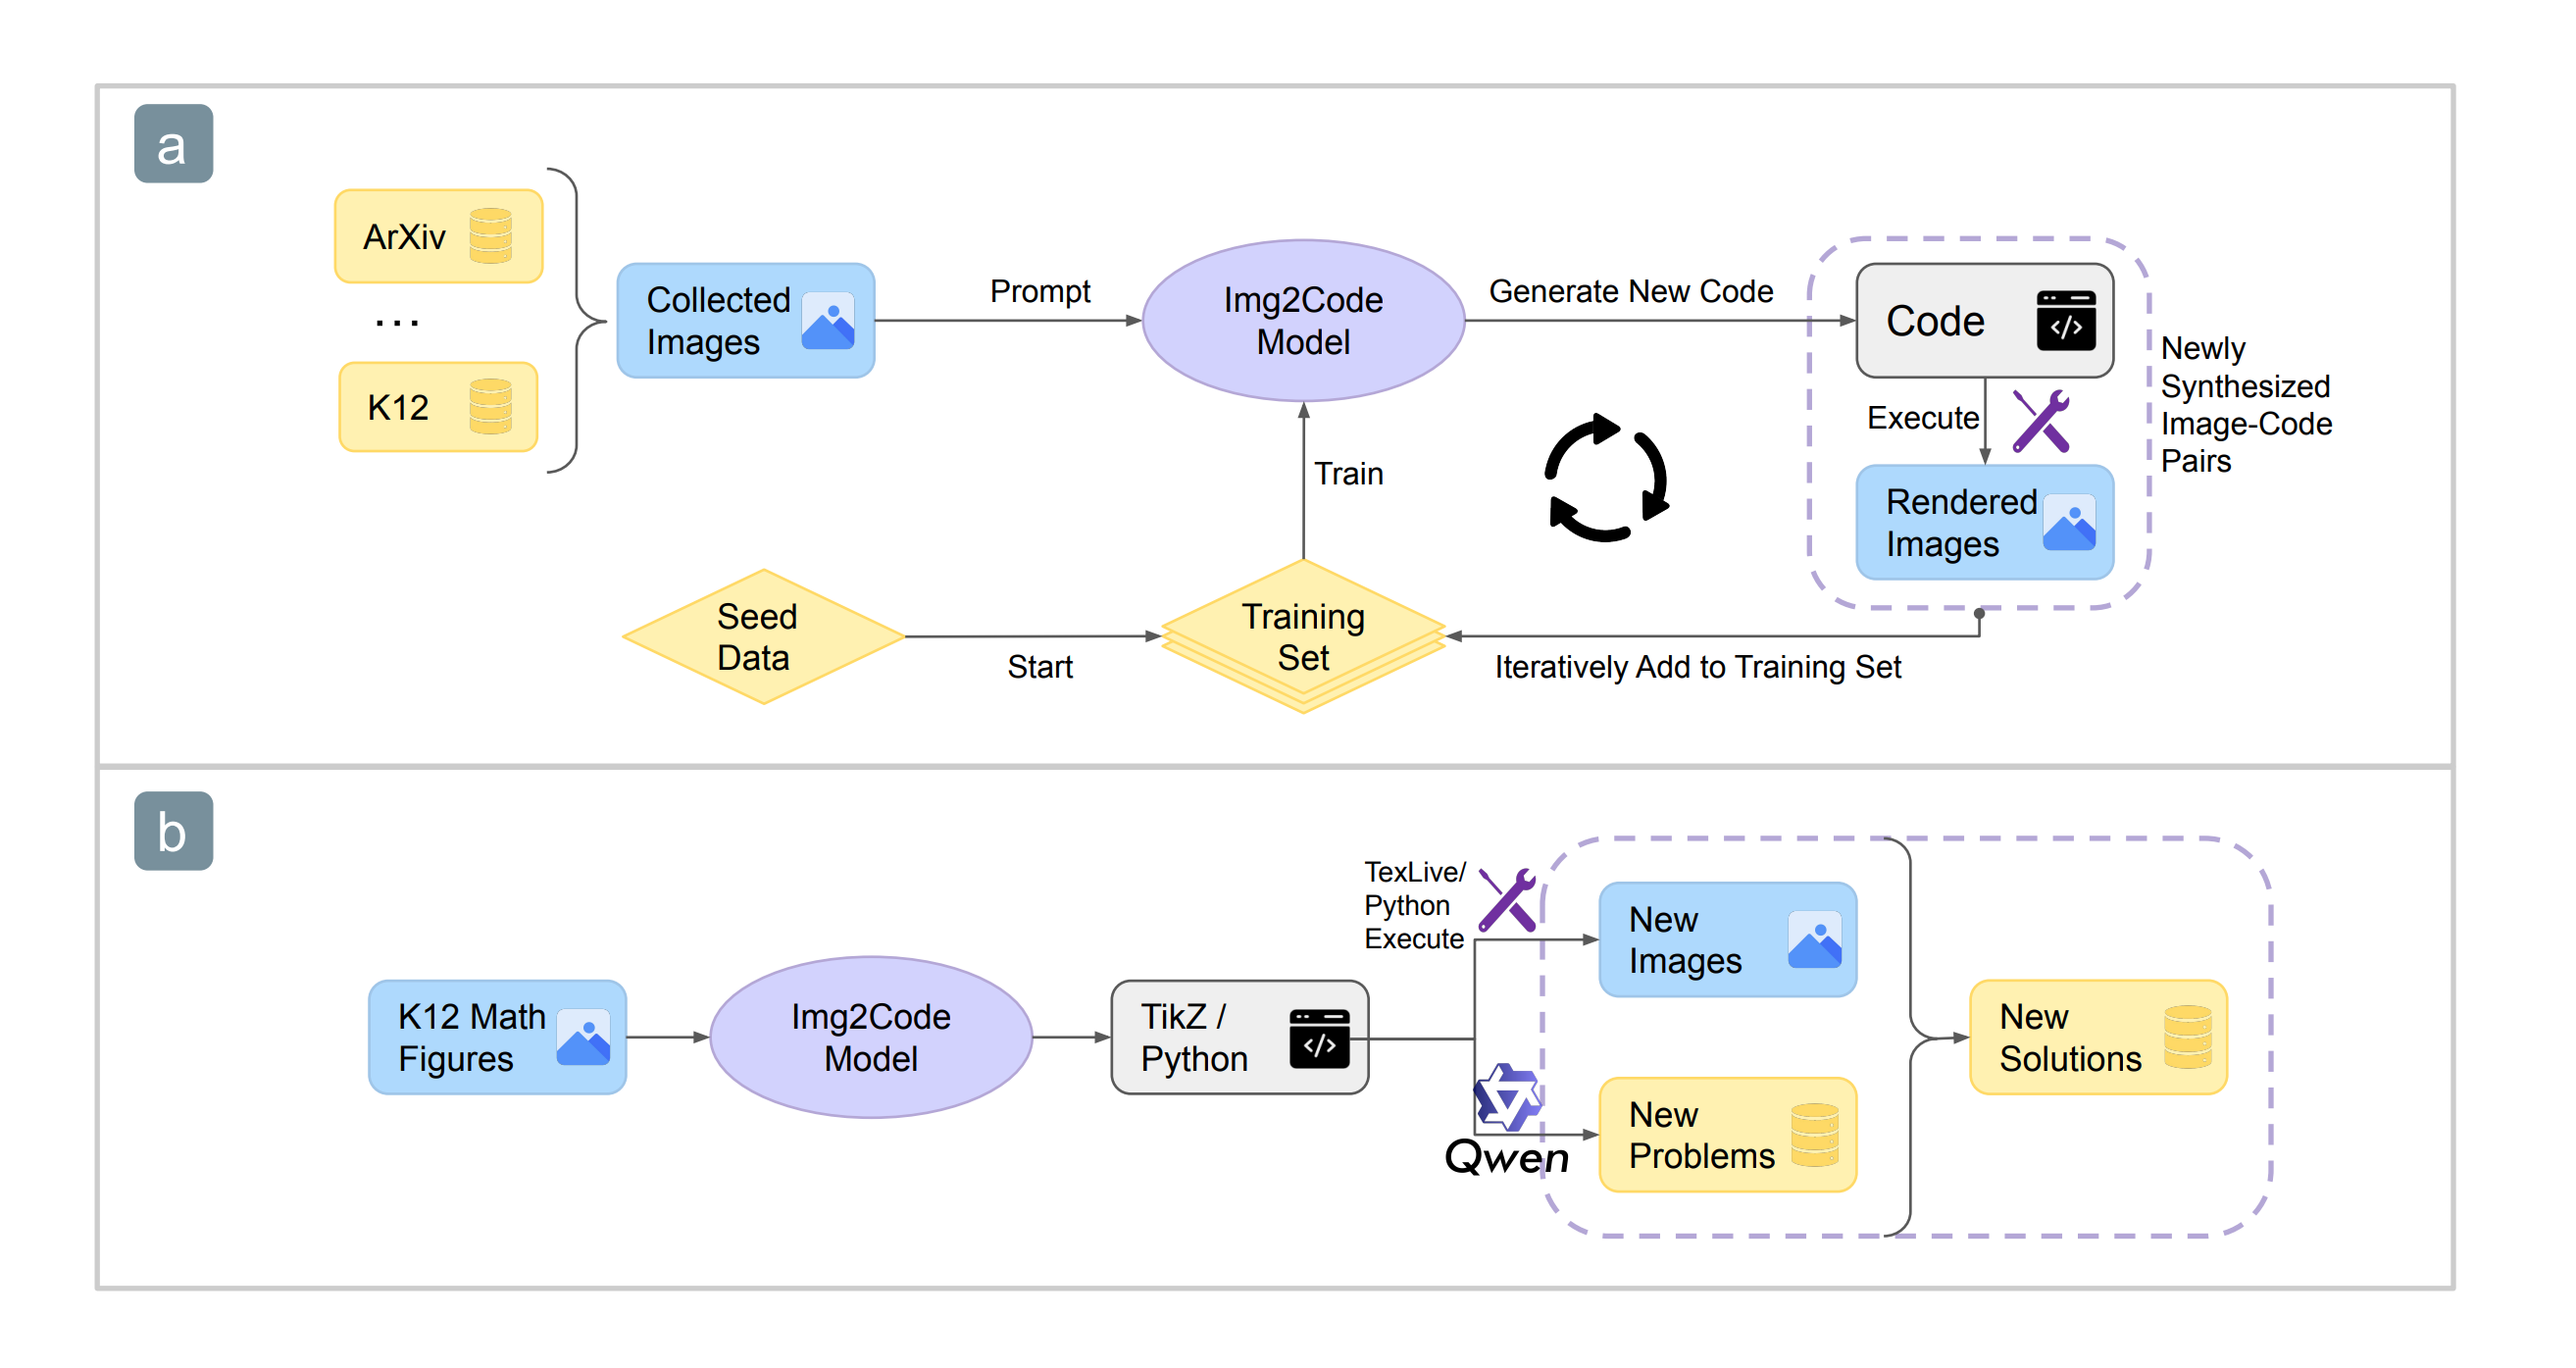 a
ArXiv
...
K12
Collected
Images
Prompt
Img2Code
Model
Generate New Code
Code
</>
Execute
Rendered
Images
Newly
Synthesized
Image-Code
Pairs
Train
Seed
Data
Start
Training
Set
Iteratively Add to Training Set
b
K12 Math
Figures
Img2Code
Model
TikZ /
Python
</>
TexLive/
Python
Execute
Qwen
New
Images
New
Problems
New
Solutions